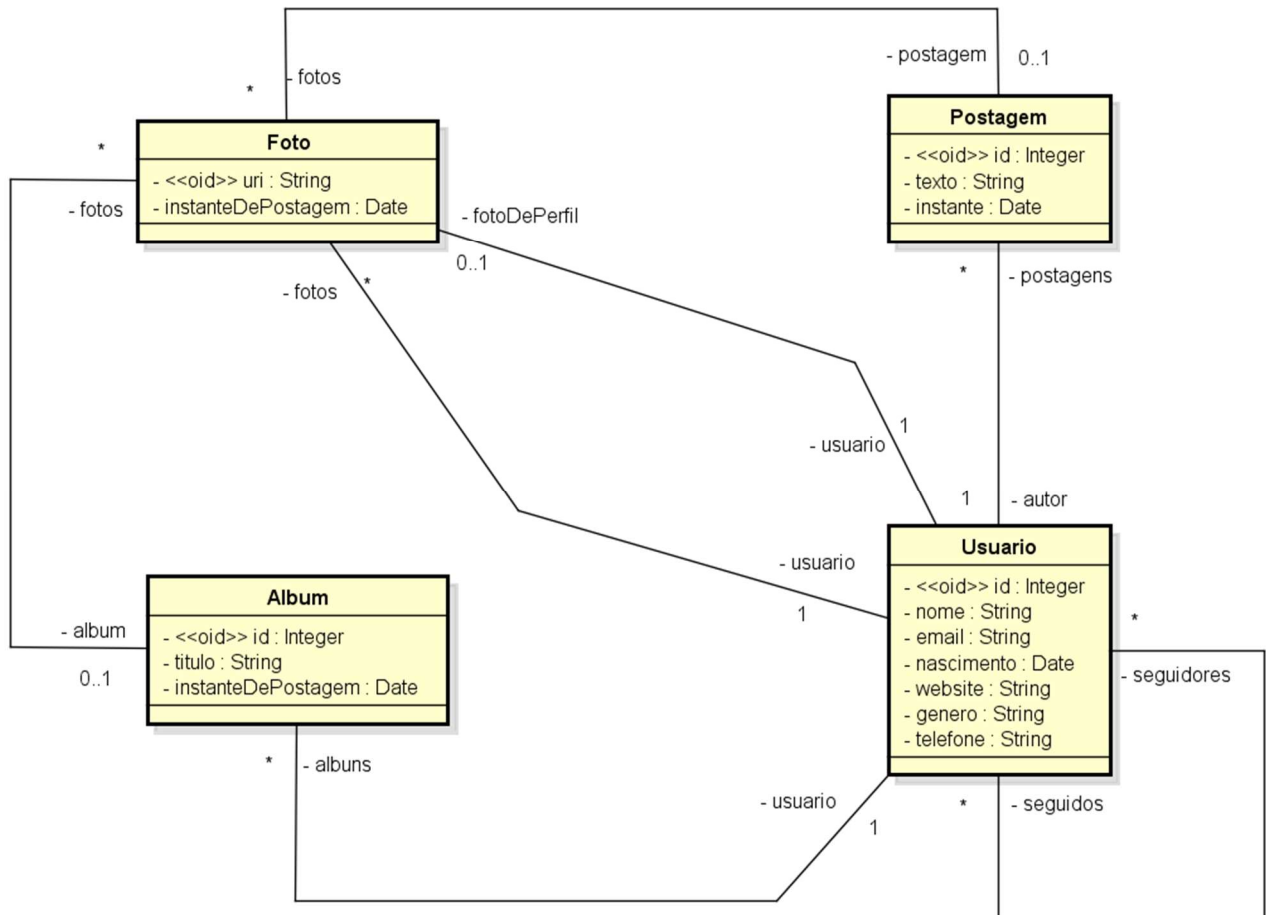 - postagem
0..1
- fotos
*
Postagem
- <<oid>> id : Integer
- texto : String
- instante : Date
*
Foto
- <<oid>> uri : String
- instanteDePostagem : Date
- fotos
- fotoDePerfil
0..1
*
- fotos
*
- postagens
1
- usuario
1
- autor
Usuario
- <<oid>> id : Integer
- nome : String
- email : String
- nascimento : Date
- website : String
- genero : String
- telefone : String
- usuario
1
Album
- <<oid>> id : Integer
- titulo : String
- instanteDePostagem : Date
- album
0..1
*
- seguidores
*
- albuns
- usuario
1
*
- seguidos